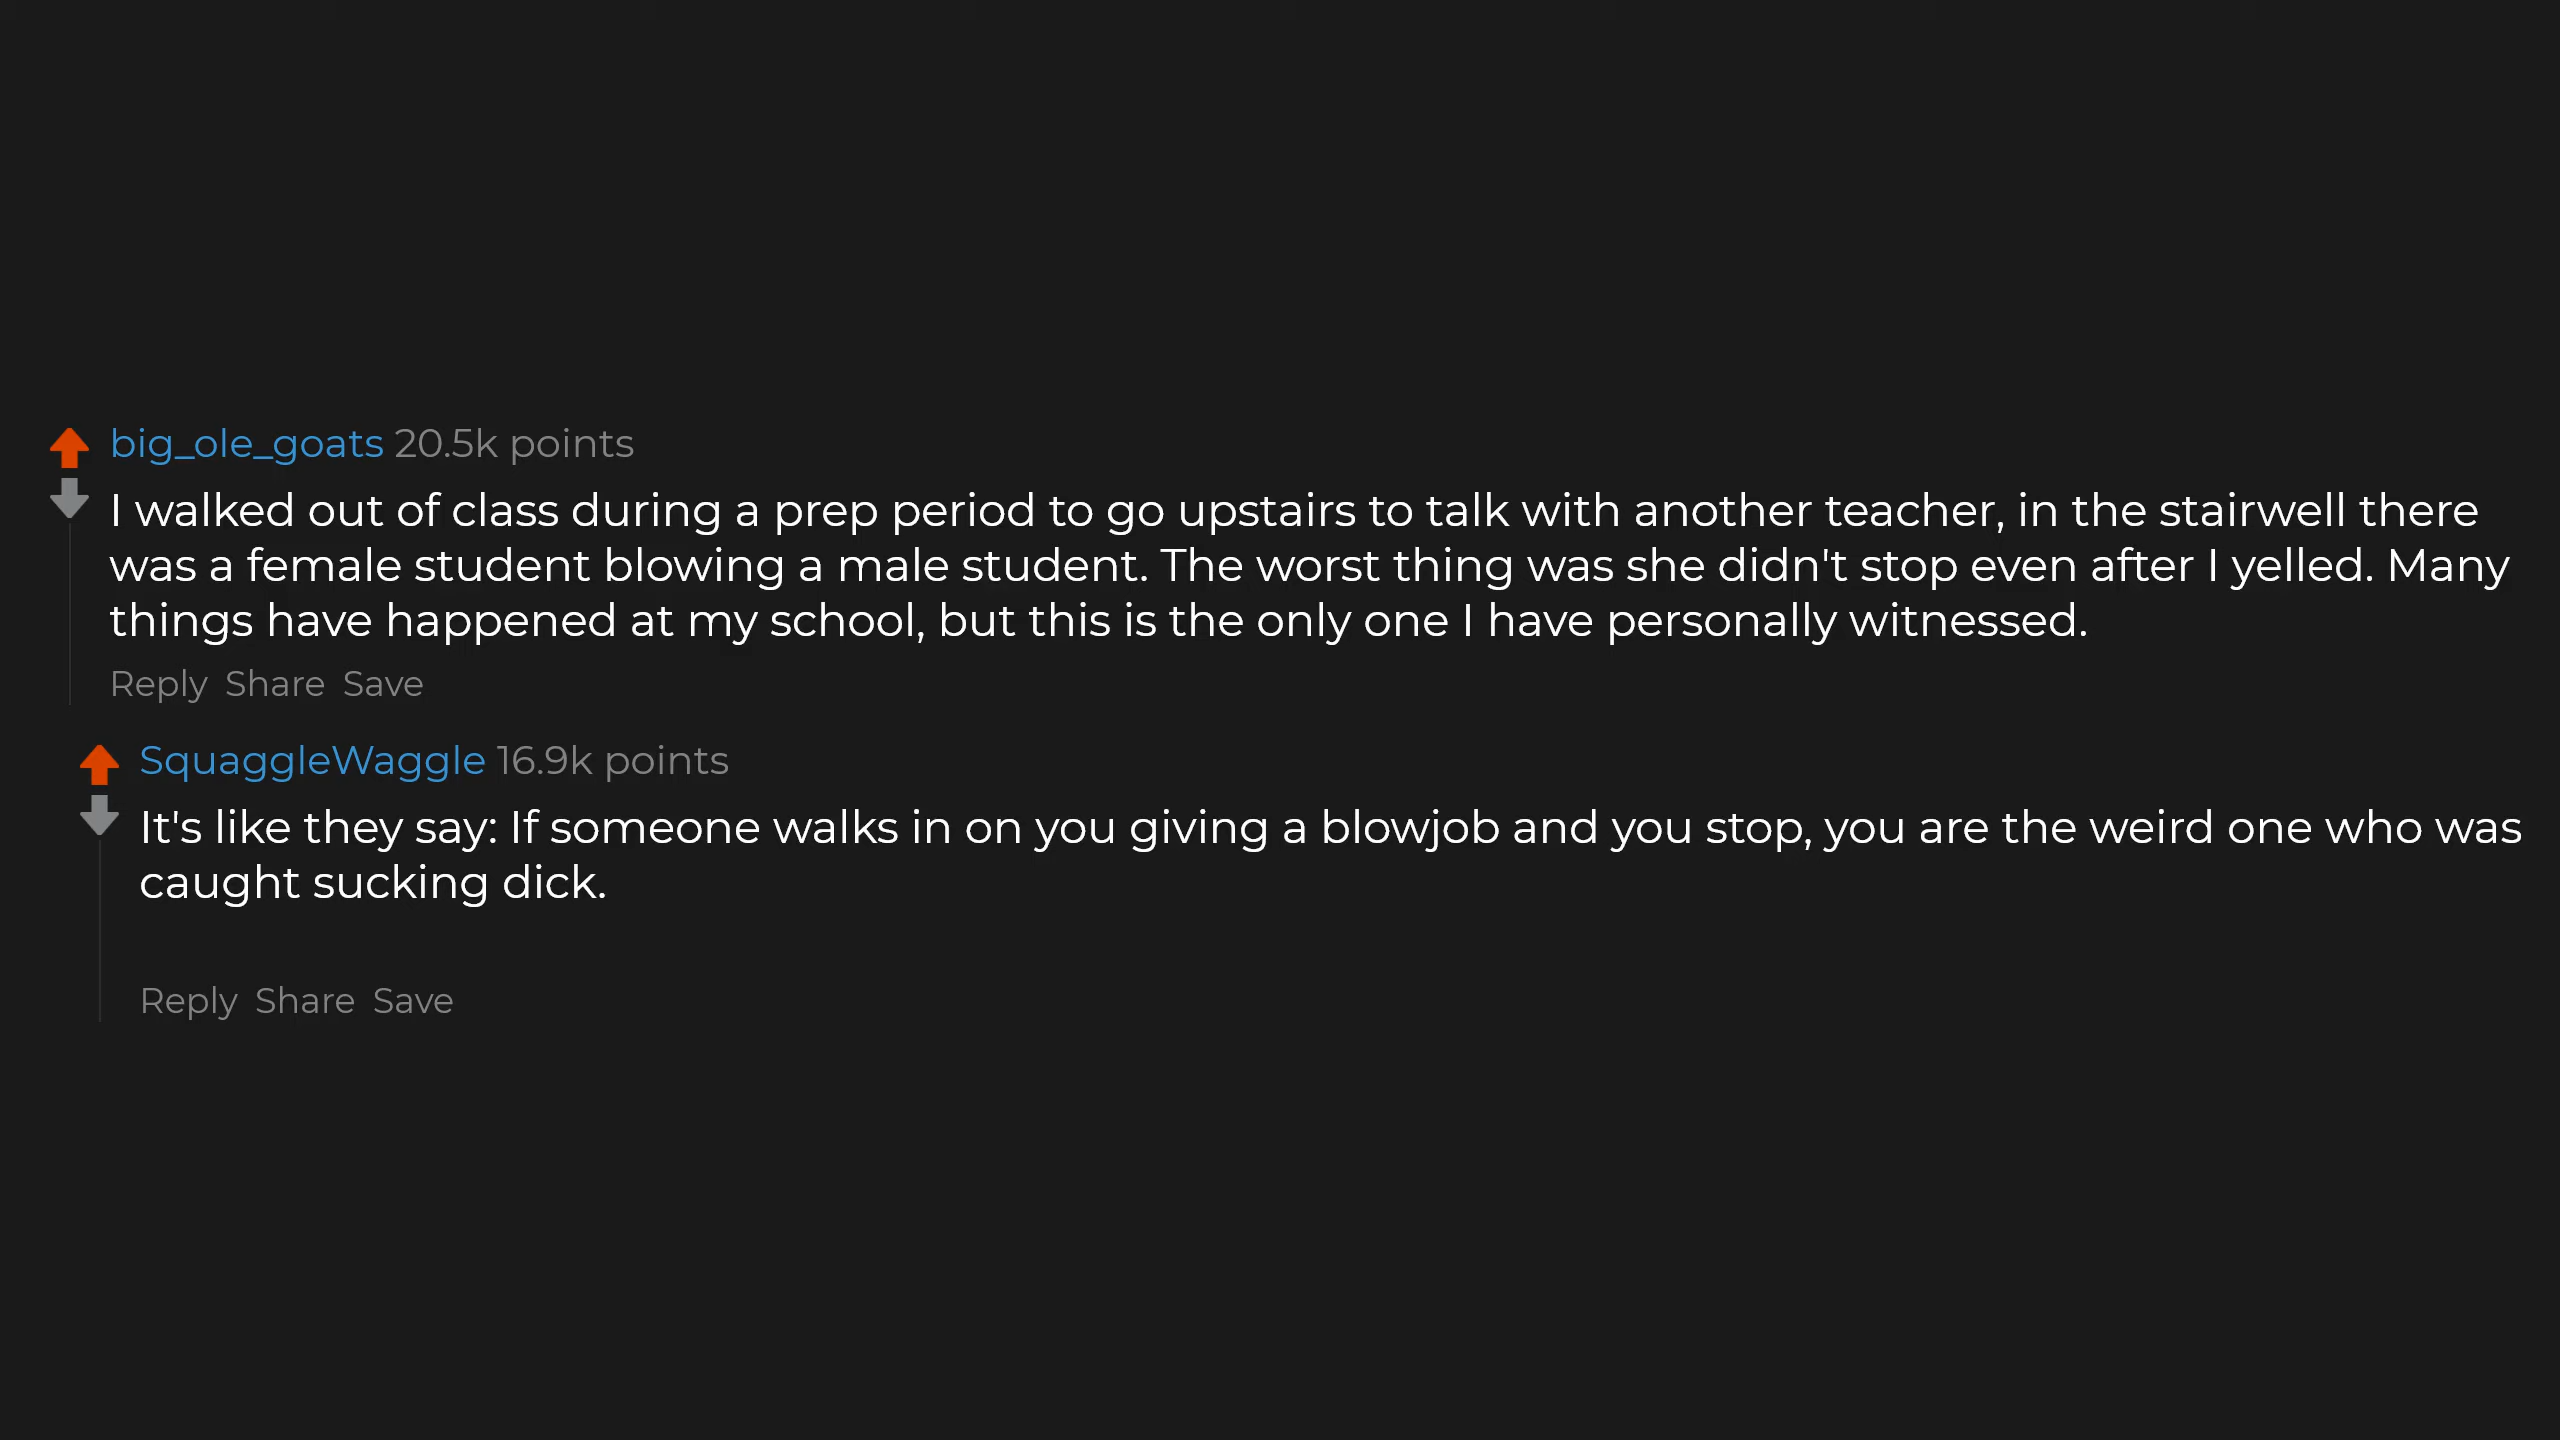 big_ole_goats 20.5k points
I walked out of class during a prep period to go upstairs to talk with another teacher, in the stairwell there
was a female student blowing a male student. The worst thing was she didn't stop even after I yelled. Many
things have happened at my school, but this is the only one I have personally witnessed.
Reply Share Save
SquaggleWaggle 16.9k points
It's like they say: If someone walks in on you giving a blowjob and you stop, you are the weird one who was
caught sucking dick.
Reply Share Save